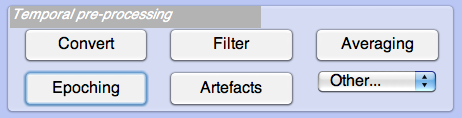 Temporal pre-processing
Convert Filter Averaging
Epoching Artefacts Other...